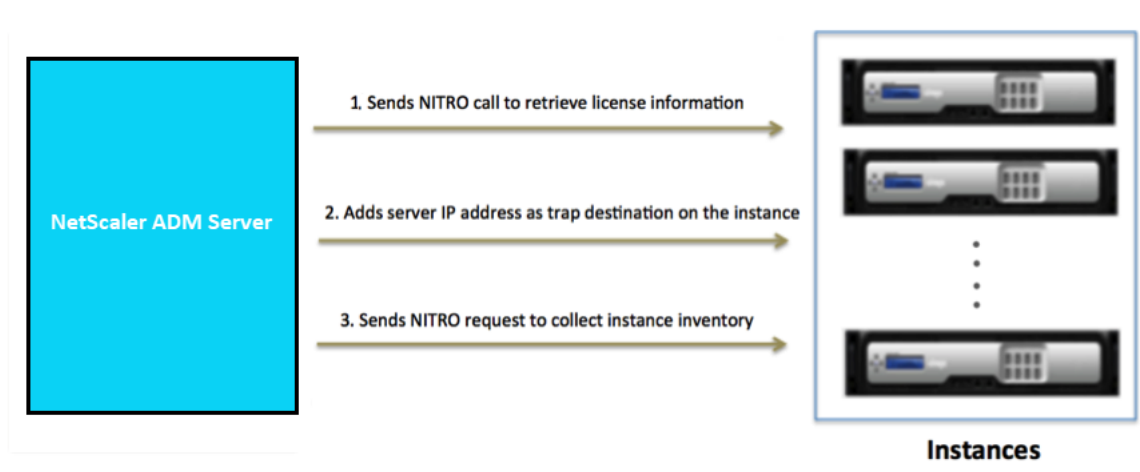 1. Sends NITRO call to retrieve license information
NetScaler ADM Server
2. Adds server IP address as trap destination on the instance
3. Sends NITRO request to collect instance inventory
Instances